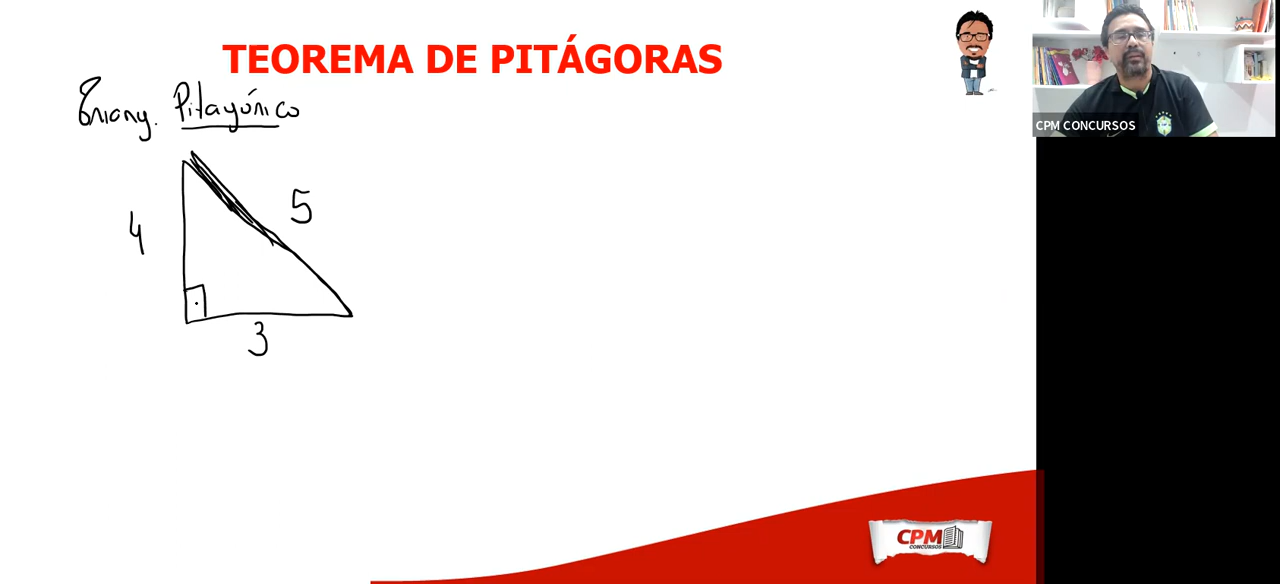 TEOREMA DE PITÁGORAS
CPM CONCURSOS
Triang. Pitagórico
5
4
3
CPM
CONCURSOS